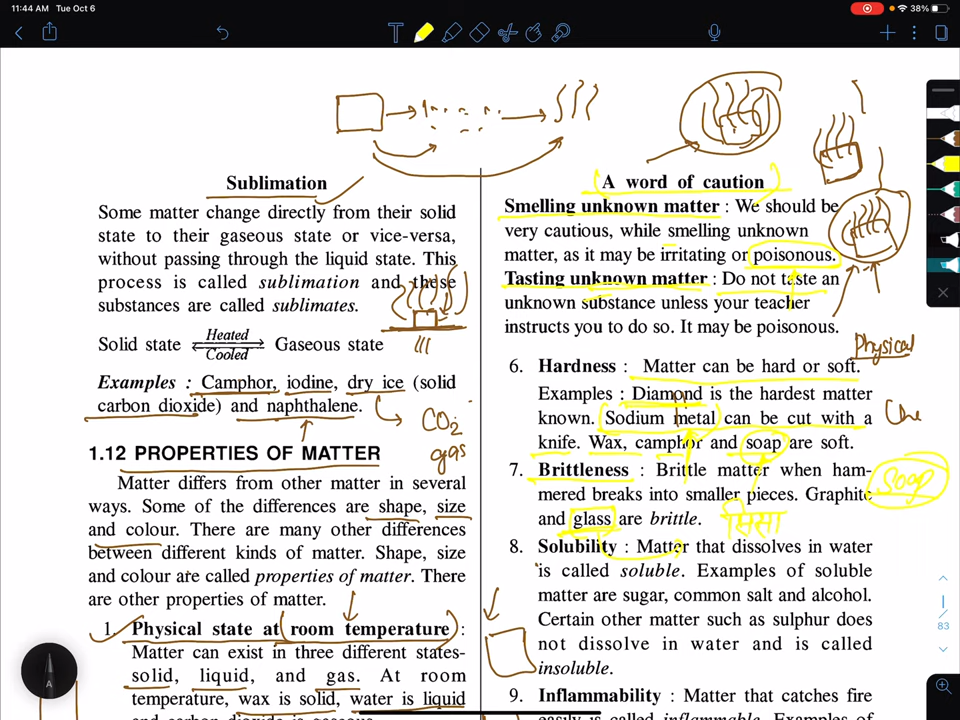 11:44 AM Tue Oct 6
38%
T
Sublimation
Some matter change directly from their solid
state to their gaseous state or vice-versa,
without passing through the liquid state. This
process is called sublimation and these
substances are called sublimates.
Solid state Heated Gaseous state
Cooled
Examples : Camphor, iodine, dry ice (solid
carbon dioxide) and naphthalene.
CO2
gas
1.12 PROPERTIES OF MATTER
Matter differs from other matter in several
ways. Some of the differences are shape, size
and colour. There are many other differences
between different kinds of matter. Shape, size
and colour are called properties of matter. There
are other properties of matter.
1. Physical state at (room temperature) :
Matter can exist in three different states-
solid, liquid, and gas. At room
temperature, wax is solid, water is liquid
and carbon dioxide is gaseous.
A word of caution
Smelling unknown matter : We should be
very cautious, while smelling unknown
matter, as it may be irritating or poisonous.
Tasting unknown matter : Do not taste an
unknown substance unless your teacher
instructs you to do so. It may be poisonous.
Physical
6. Hardness : Matter can be hard or soft.
Examples : Diamond is the hardest matter
known. Sodium metal can be cut with a
knife. Wax, camphor and soap are soft.
Che
7. Brittleness : Brittle matter when ham-
mered breaks into smaller pieces. Graphite
and glass are brittle.
Soap
8. Solubility : Matter that dissolves in water
is called soluble. Examples of soluble
matter are sugar, common salt and alcohol.
Certain other matter such as sulphur does
not dissolve in water and is called
insoluble.
9. Inflammability : Matter that catches fire
easily is called inflammable. Examples of
83
A